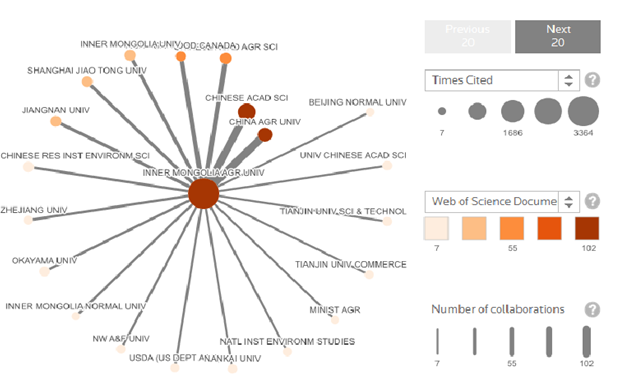 Previous
20
Next
20
INNER MONGOLIA UNIV
CANADA
AGR SCI
SHANGHAI JIAO TONG UNIV
CHINESE ACAD SCI
BEIJING NORMAL UNIV
JIANGNAN UNIV
CHINA AGR UNIV
CHINESE RES INST ENVIRONM SCI
UNIV CHINESE ACAD SCI
INNER MONGOLIA AGR UNIV
ZHEJIANG UNIV
TIANJIN UNIV SCI & TECHNOL
OKAYAMA UNIV
TIANJIN UNIV COMMERCE
INNER MONGOLIA NORMAL UNIV
MINIST AGR
NW A&F UNIV
NATL INST ENVIRONM STUDIES
USDA (US DEPT A
NANKAI UNIV
Times Cited
?
7
1686
3364
Web of Science Docume
?
7
55
102
Number of collaborations
?
7
55
102